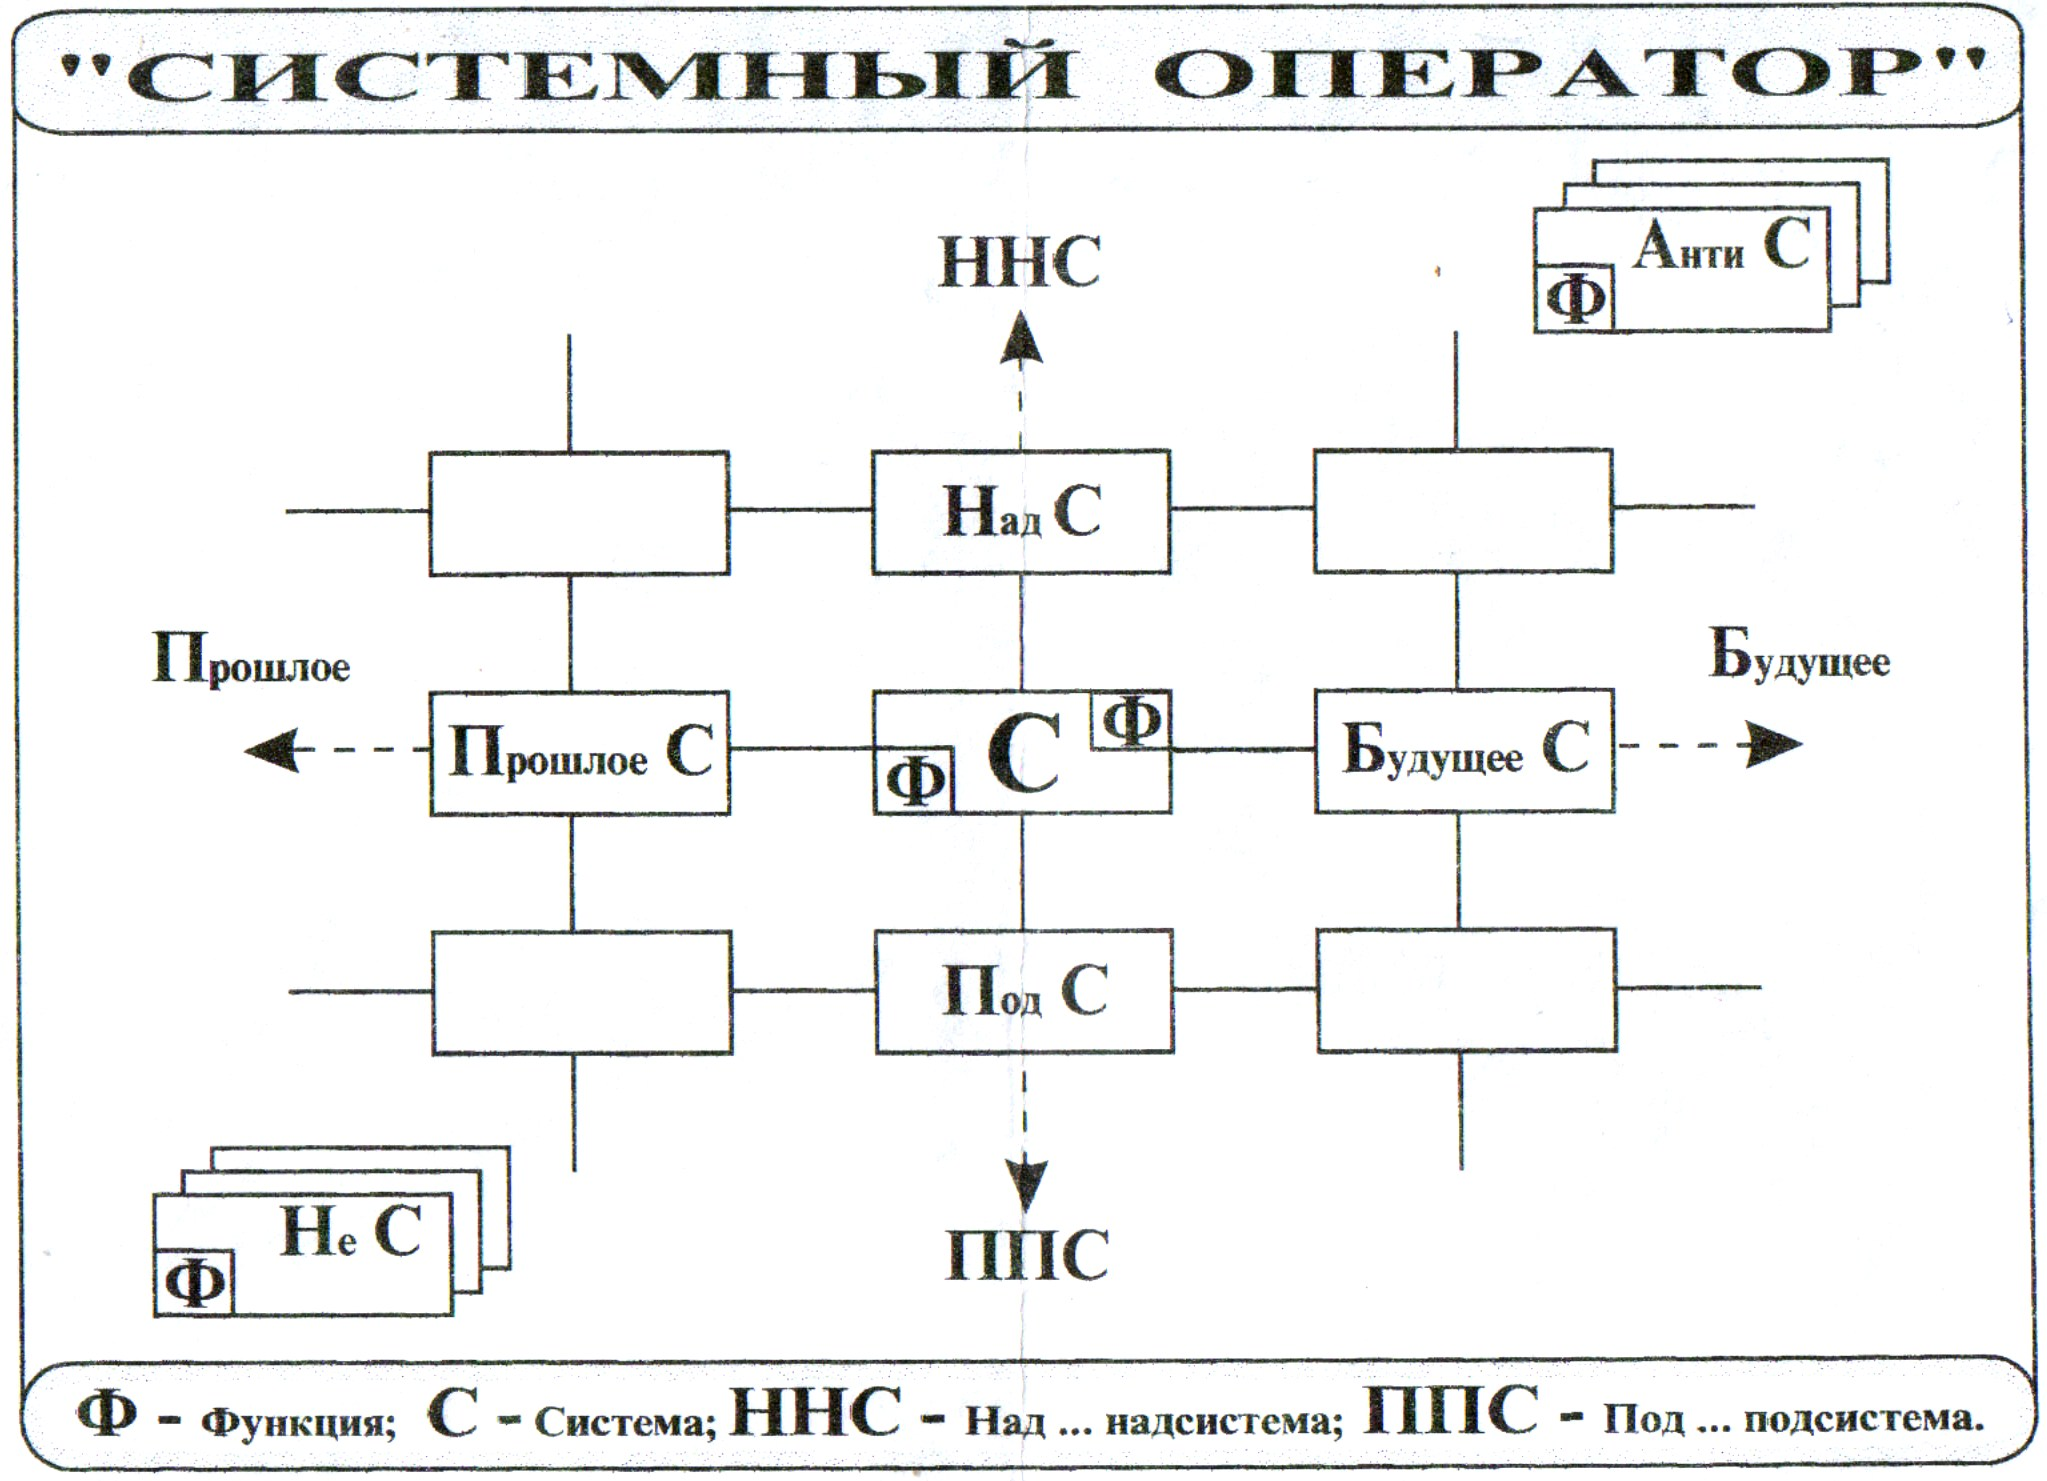 "СИСТЕМНЫЙ ОПЕРАТОР"
Анти С
Ф
ННС
Над С
Прошлое
Будущее
Прошлое С
Ф
С
Ф
Будущее С
Под С
Не С
Ф
ППС
Ф - Функция; С - Система; ННС - Над ... надсистема; ППС - Под ... подсистема.